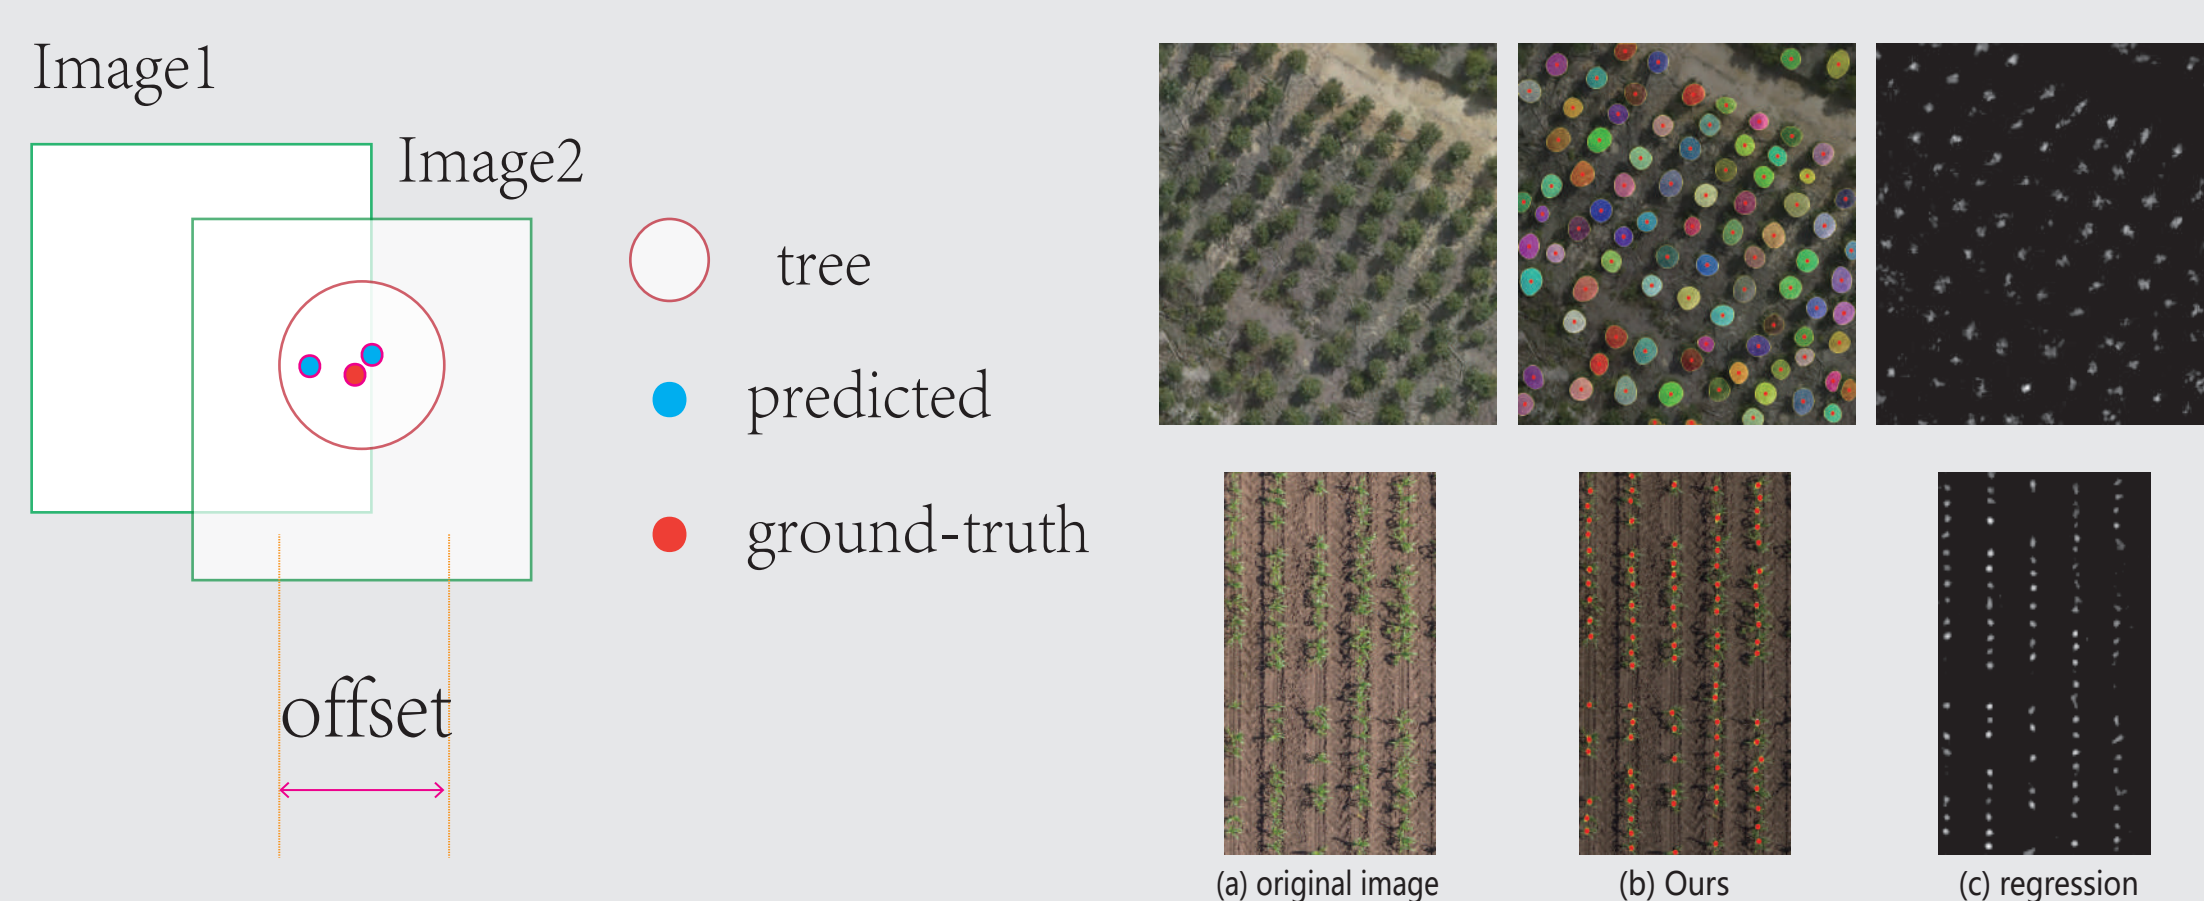 Image1
Image2
tree
predicted
ground-truth
offset
(a) original image
(b) Ours
(c) regression